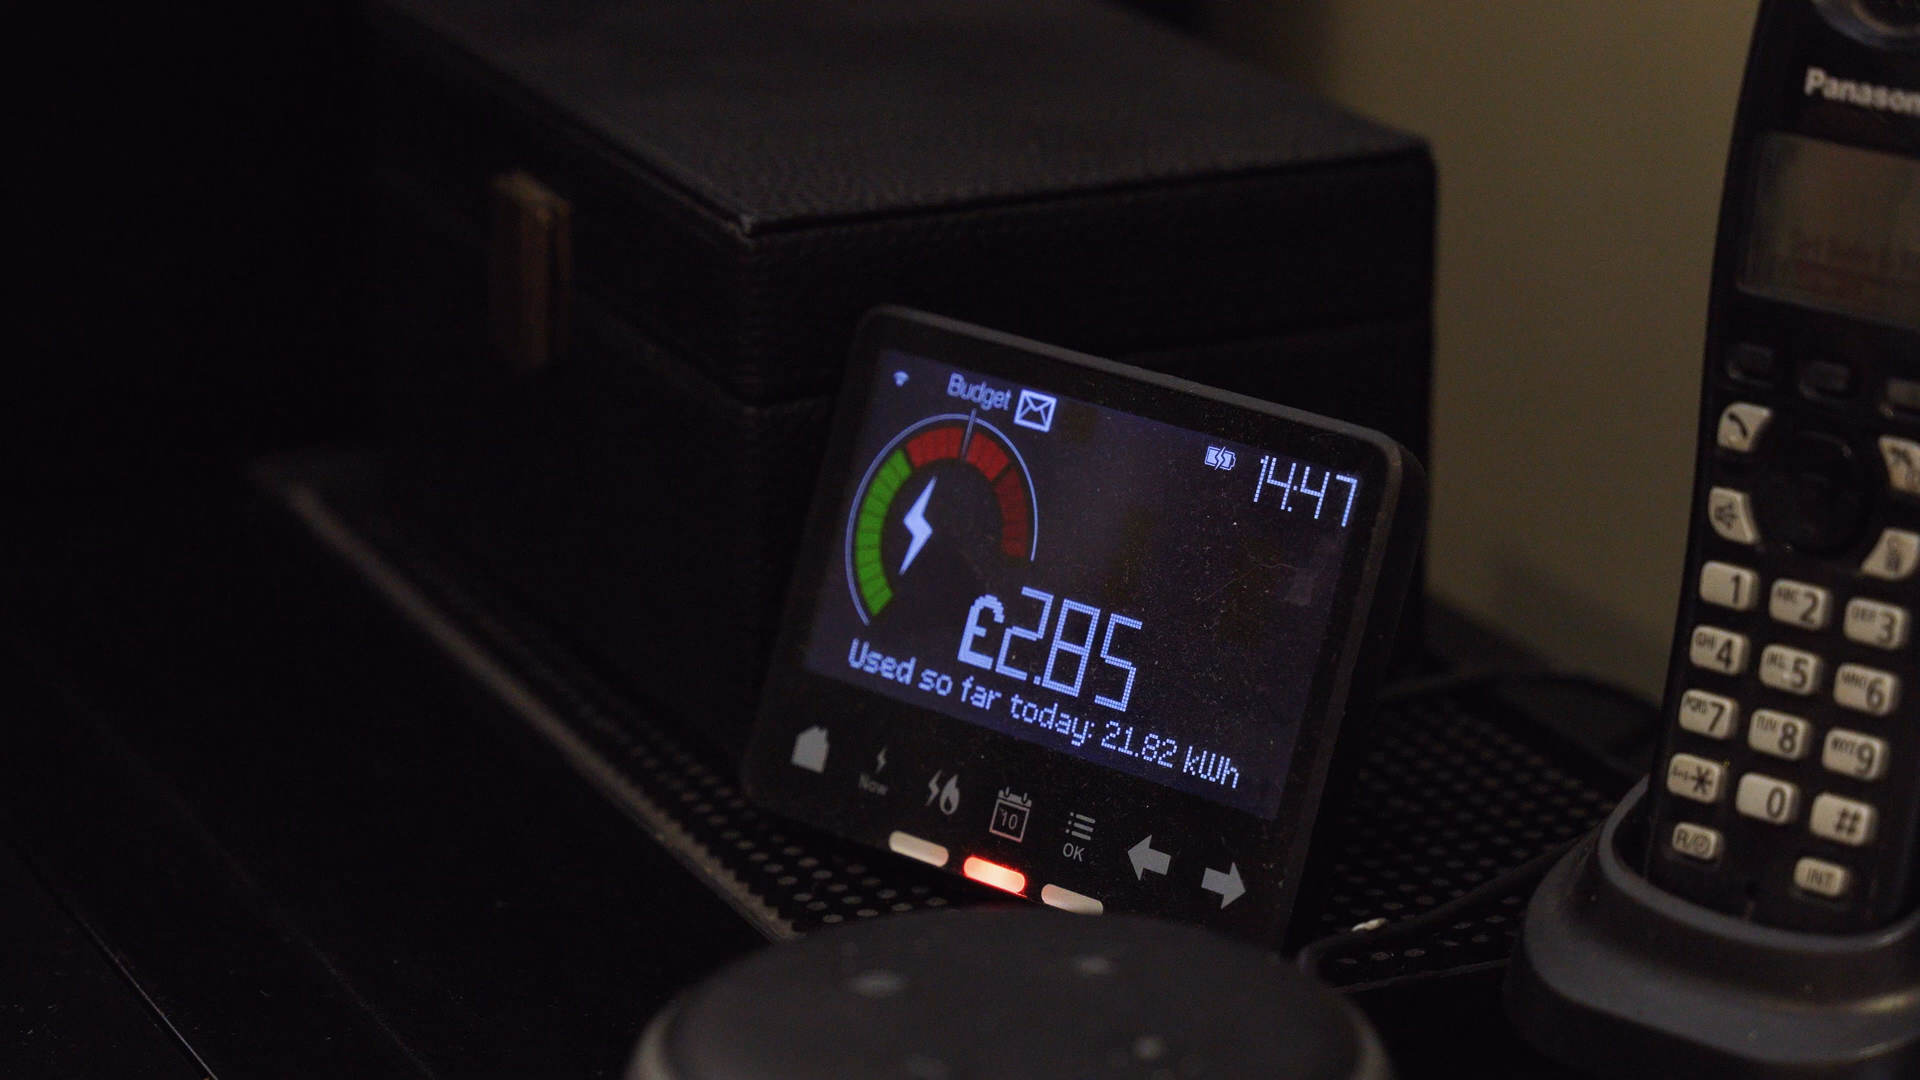 Budget
14:47
£2.85
Used so far today: 21.82 kWh
Now
10
OK
Panason
1
ABC 2
DEF 3
GHI 4
JKL 5
MNO 6
PQRS 7
TUV 8
WXYZ 9
*
0
#
R/
INT